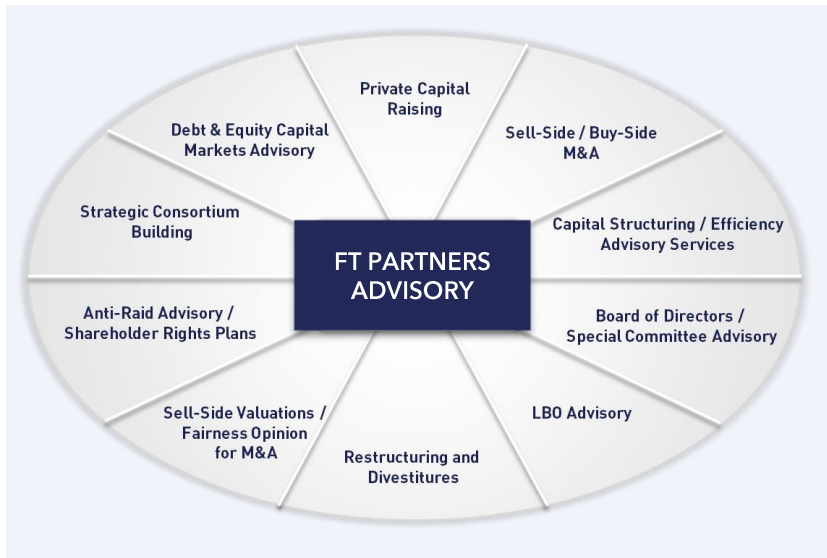 Private Capital
Raising
Sell-Side / Buy-Side
M&A
Capital Structuring / Efficiency
Advisory Services
Board of Directors /
Special Committee Advisory
LBO Advisory
Restructuring and
Divestitures
Sell-Side Valuations /
Fairness Opinion
for M&A
Anti-Raid Advisory /
Shareholder Rights Plans
Strategic Consortium
Building
Debt & Equity Capital
Markets Advisory
FT PARTNERS
ADVISORY